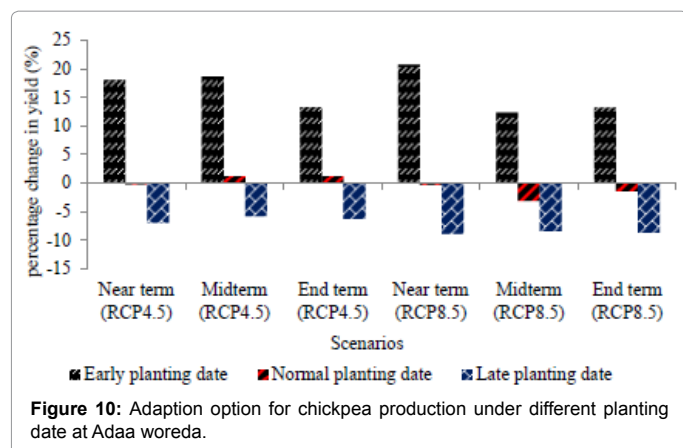 25
20
15
10
5
0
-5
-10
-15
percentage change in yield (%)
Near term Midterm End term Near term Midterm End term
(RCP4.5) (RCP4.5) (RCP4.5) (RCP8.5) (RCP8.5) (RCP8.5)
Scenarios
Early planting date Normal planting date Late planting date
Figure 10: Adaption option for chickpea production under different planting
date at Adaa woreda.